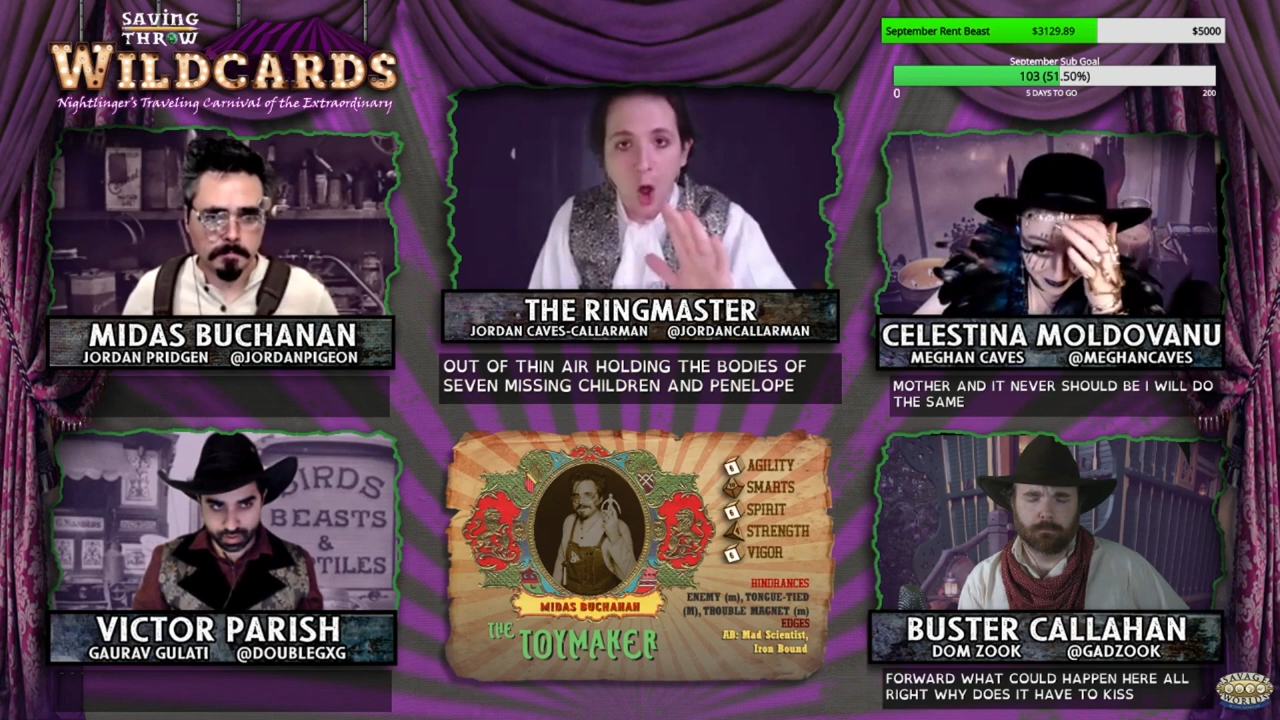 SAVING
THROW
WILDCARDS
Nightlinger's Traveling Carnival of the Extraordinary
September Rent Beast $3129.89 $5000
September Sub Goal
103 (51.50%)
0 5 DAYS TO GO 200
MIDAS BUCHANAN
JORDAN PRIDGEN @JORDANPIGEON
THE RINGMASTER
JORDAN CAVES-CALLARMAN @JORDANCALLARMAN
OUT OF THIN AIR HOLDING THE BODIES OF
SEVEN MISSING CHILDREN AND PENELOPE
CELESTINA MOLDOVANU
MEGHAN CAVES @MEGHANCAVES
MOTHER AND IT NEVER SHOULD BE I WILL DO
THE SAME
BIRDS
BEASTS
&
TILES
VICTOR PARISH
GAURAV GULATI @DOUBLEGXG
AGILITY
SMARTS
SPIRIT
STRENGTH
VIGOR
HINDRANCES
ENEMY (m), TONGUE-TIED
(M), TROUBLE MAGNET (m)
EDGES
AB: Mad Scientist,
Iron Bound
MIDAS BUCHANAN
THE TOYMAKER
BUSTER CALLAHAN
DOM ZOOK @GADZOOK
FORWARD WHAT COULD HAPPEN HERE ALL
RIGHT WHY DOES IT HAVE TO KISS
SAVAGE
WORLDS